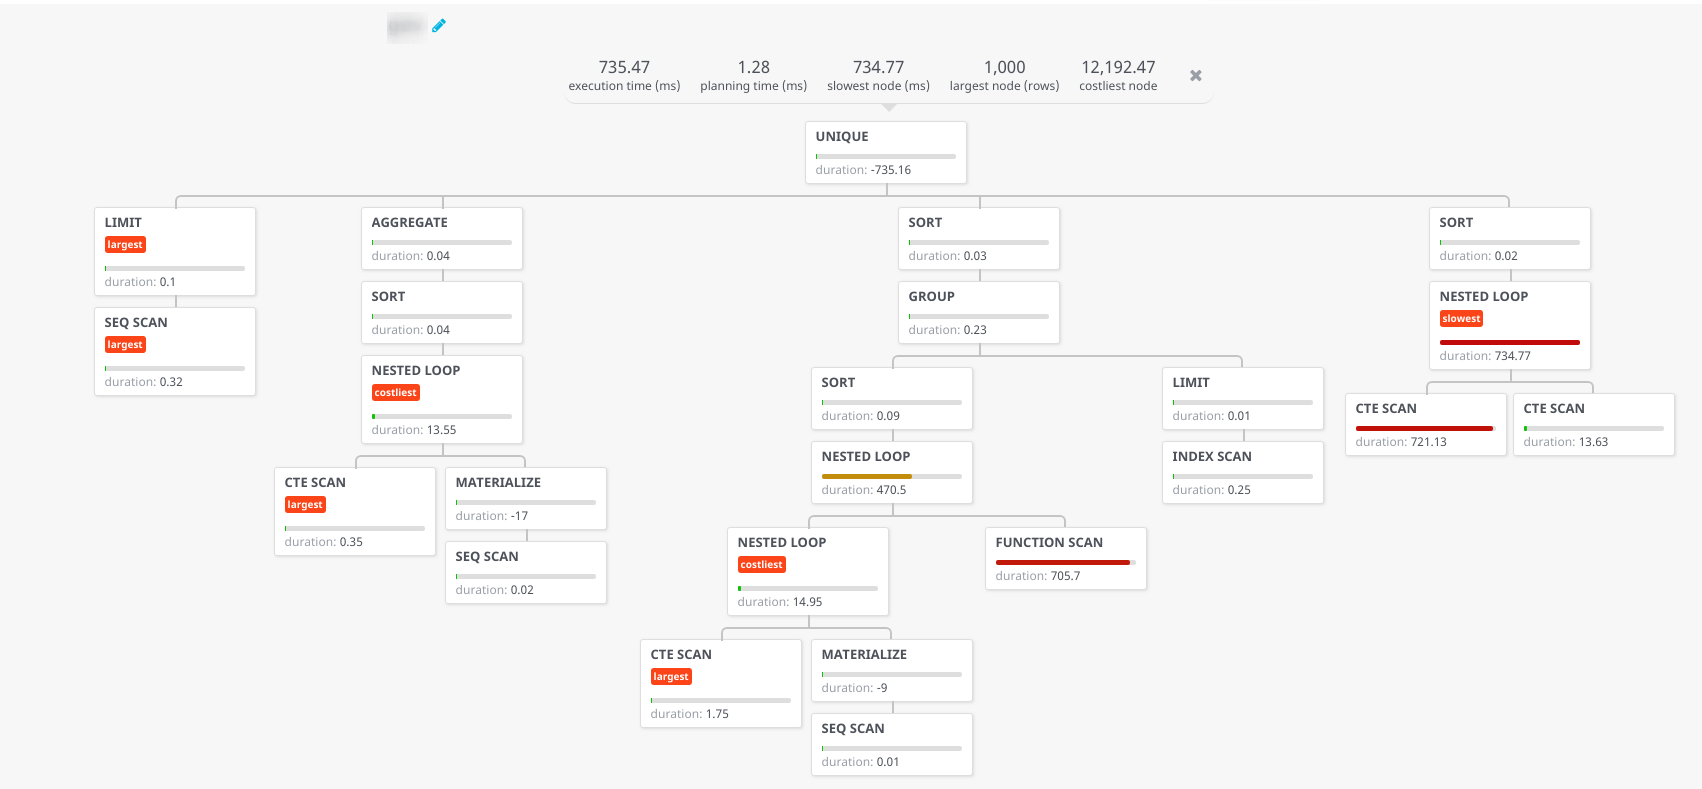 735.47 1.28 734.77 1,000 12,192.47
execution time (ms) planning time (ms) slowest node (ms) largest node (rows) costliest node
UNIQUE
duration: -735.16
LIMIT
largest
duration: 0.1
SEQ SCAN
largest
duration: 0.32
AGGREGATE
duration: 0.04
SORT
duration: 0.04
NESTED LOOP
costliest
duration: 13.55
CTE SCAN
largest
duration: 0.35
MATERIALIZE
duration: -17
SEQ SCAN
duration: 0.02
SORT
duration: 0.03
GROUP
duration: 0.23
SORT
duration: 0.09
NESTED LOOP
duration: 470.5
NESTED LOOP
costliest
duration: 14.95
CTE SCAN
largest
duration: 1.75
MATERIALIZE
duration: -9
SEQ SCAN
duration: 0.01
FUNCTION SCAN
duration: 705.7
LIMIT
duration: 0.01
INDEX SCAN
duration: 0.25
SORT
duration: 0.02
NESTED LOOP
slowest
duration: 734.77
CTE SCAN
duration: 721.13
CTE SCAN
duration: 13.63